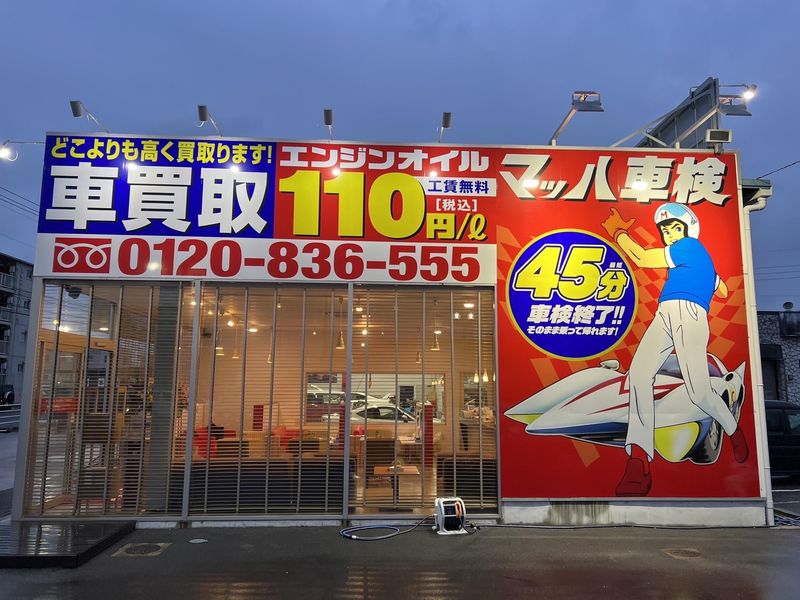 どこよりも高く買取ります!
車買取
エンジンオイル
110円/ℓ
工賃無料
[税込]
0120-836-555
マッハ車検
最短
45分
車検終了!!
そのまま乗って帰れます!
M